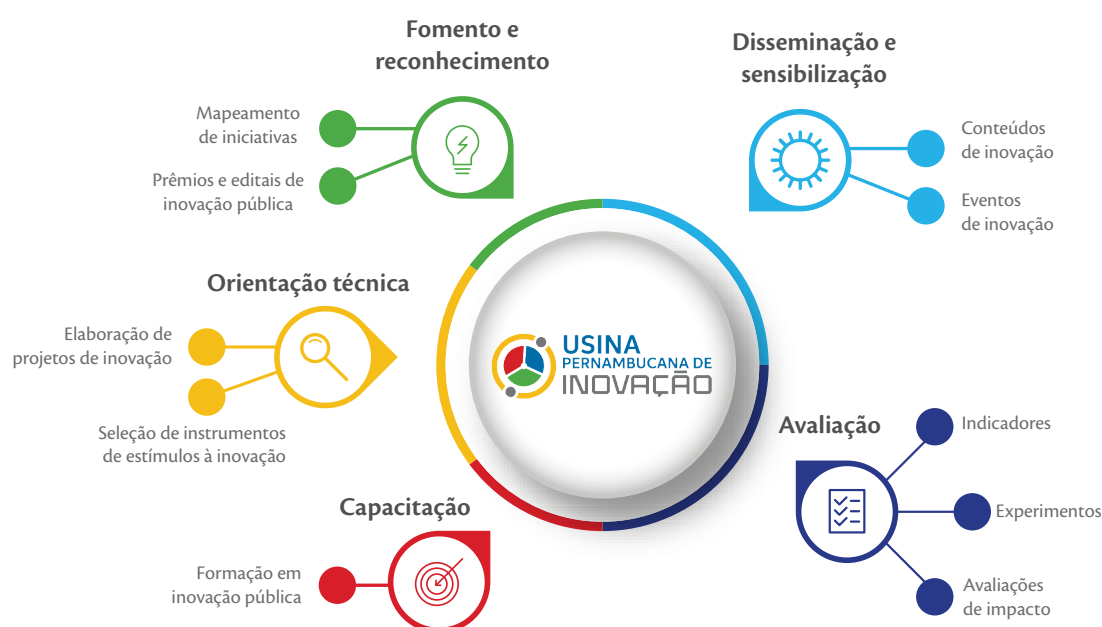 Fomento e
reconhecimento
Mapeamento
de iniciativas
Prêmios e editais de
inovação pública
Disseminação e
sensibilização
Conteúdos
de inovação
Eventos
de inovação
Orientação técnica
Elaboração de
projetos de inovação
Seleção de instrumentos
de estímulos à inovação
USINA
PERNAMBUCANA DE
INOVAÇÃO
Avaliação
Indicadores
Experimentos
Avaliações
de impacto
Capacitação
Formação em
inovação pública